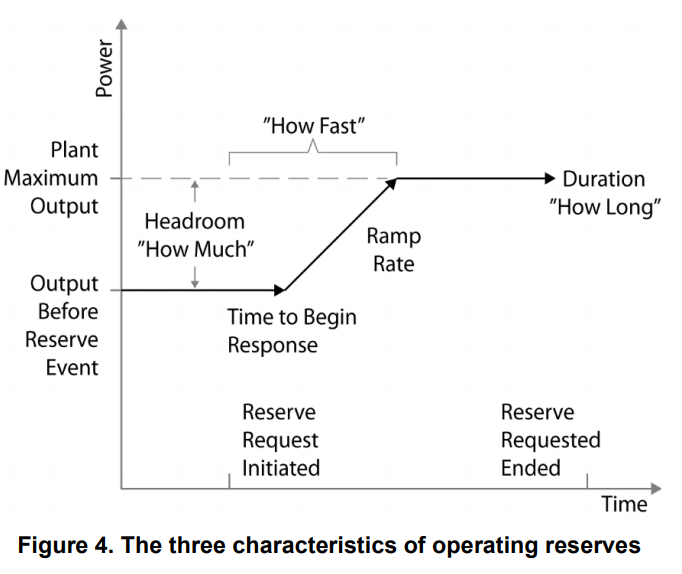 Power
"How Fast"
Plant
Maximum
Output
Headroom
"How Much"
Duration
"How Long"
Ramp
Rate
Output
Before
Reserve
Event
Time to Begin
Response
Reserve
Request
Initiated
Reserve
Requested
Ended
Time
Figure 4. The three characteristics of operating reserves